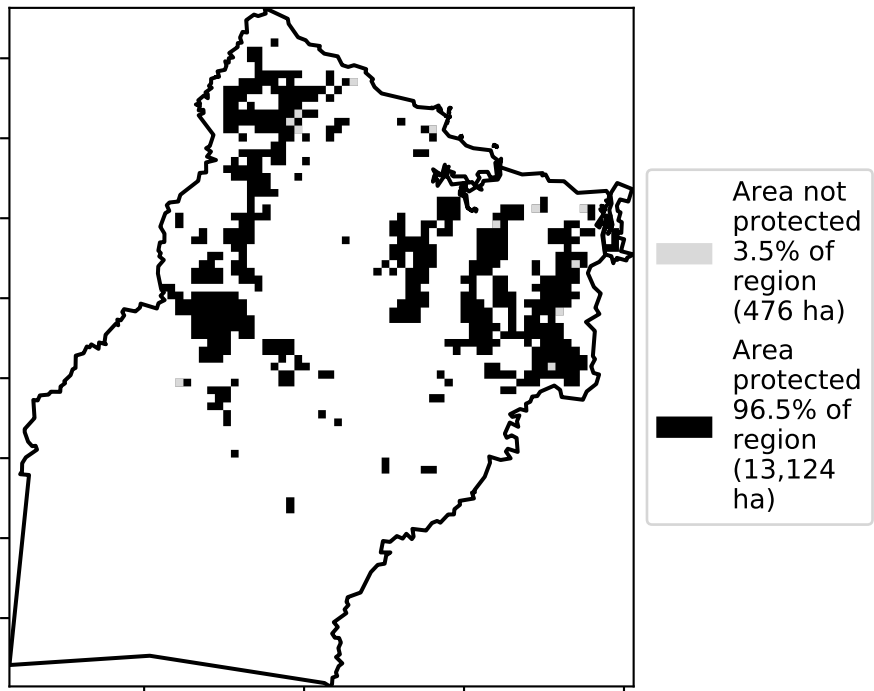 Area not
protected
3.5% of
region
(476 ha)
Area
protected
96.5% of
region
(13,124
ha)